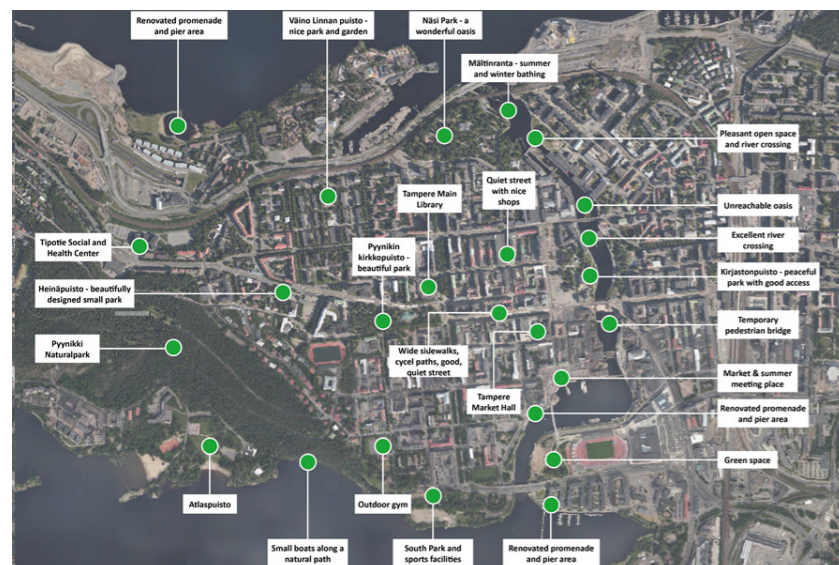 Renovated promenade
and pier area
Väino Linnan puisto -
nice park and garden
Näsi Park - a
wonderful oasis
Mältinranta - summer
and winter bathing
Pleasant open space
and river crossing
Quiet street
with nice
shops
Tampere Main
Library
Unreachable oasis
Tipotie Social and
Health Center
Pyynikin
kirkkopuisto -
beautiful park
Excellent river
crossing
Heinäpuisto - beautifully
designed small park
Kirjastonpuisto - peaceful
park with good access
Temporary
pedestrian bridge
Pyynikki
Naturalpark
Wide sidewalks,
cycel paths, good,
quiet street
Tampere
Market Hall
Market & summer
meeting place
Renovated promenade
and pier area
Green space
Atlaspuisto
Outdoor gym
Small boats along a
natural path
South Park and
sports facilities
Renovated promenade
and pier area